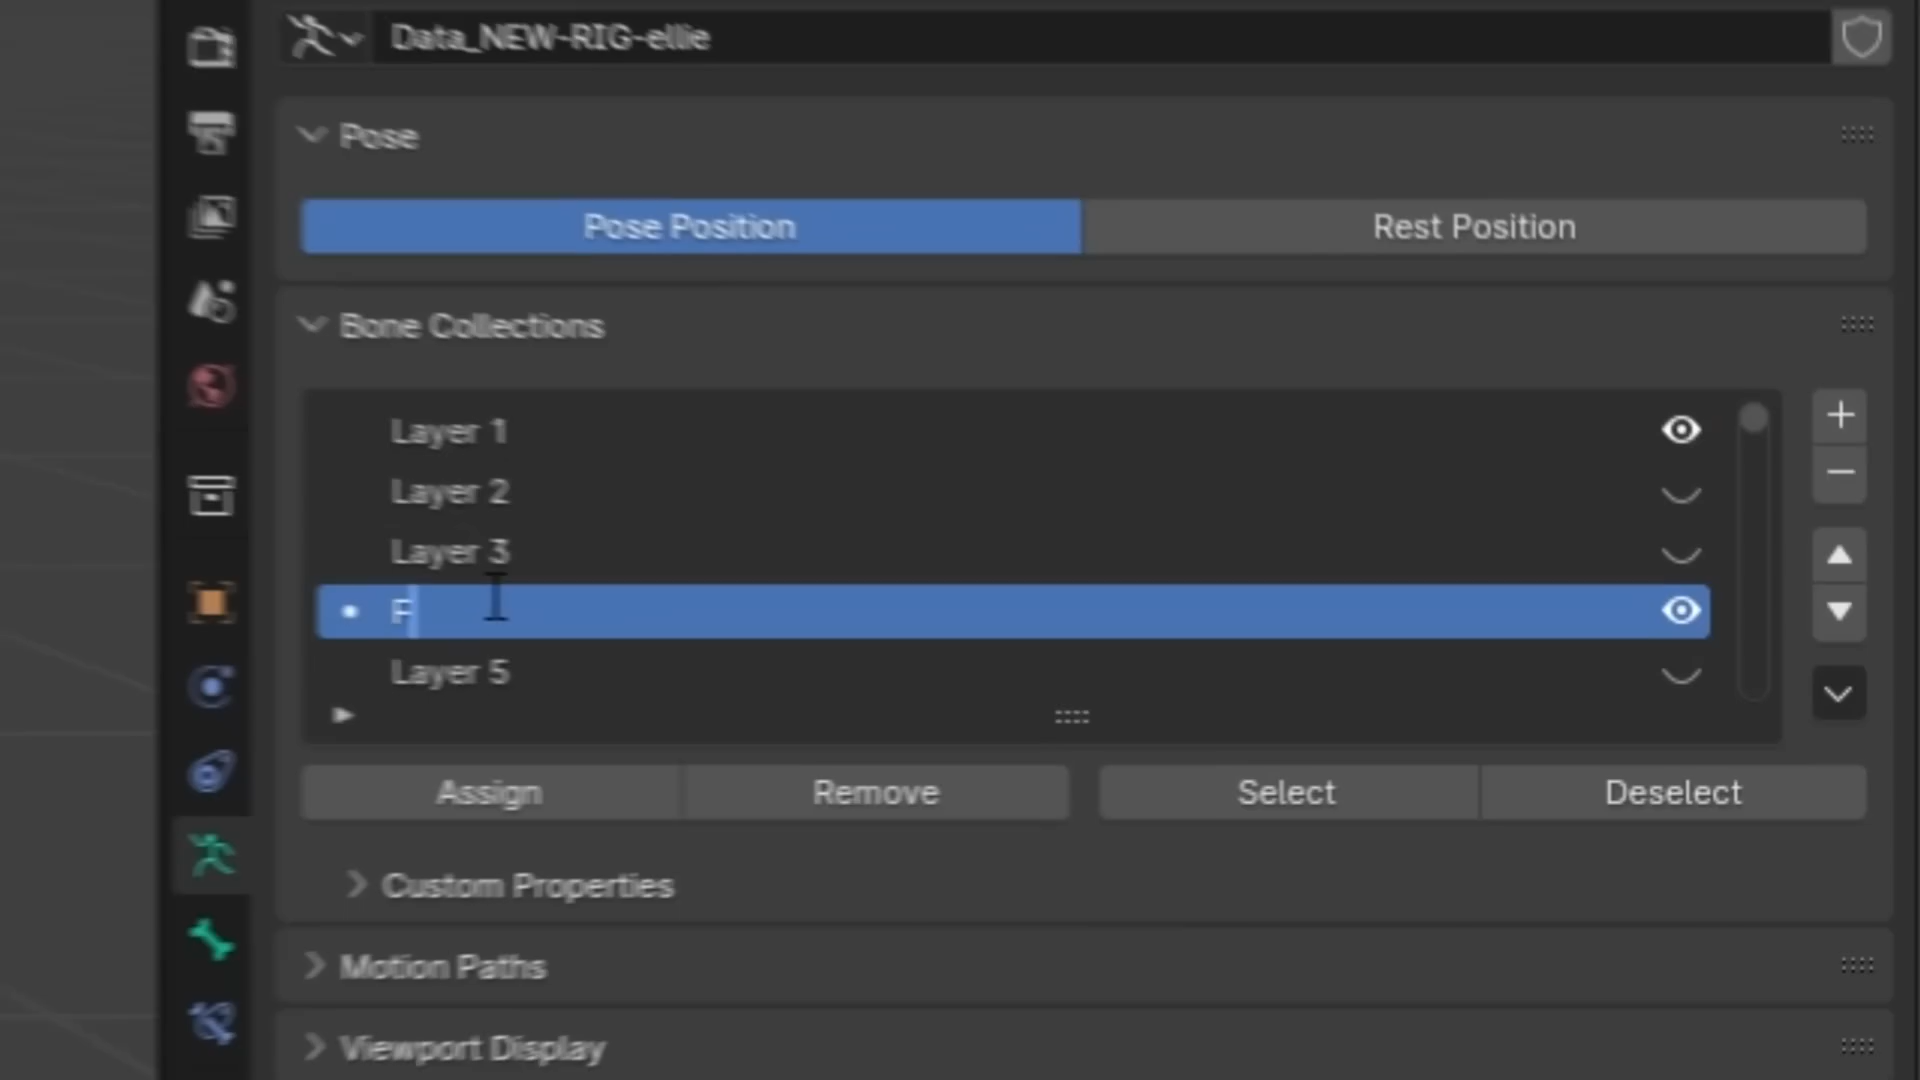 Data_NEW-RIG-ellie
Pose
Pose Position Rest Position
Bone Collections
Layer 1
Layer 2
Layer 3
F
Layer 5
Assign Remove Select Deselect
Custom Properties
Motion Paths
Viewport Display